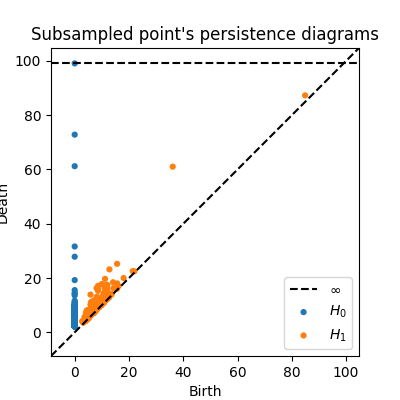 Subsampled point's persistence diagrams
100
80
60
40
20
0
Death
0 20 40 60 80 100
Birth
∞
H₀
H₁